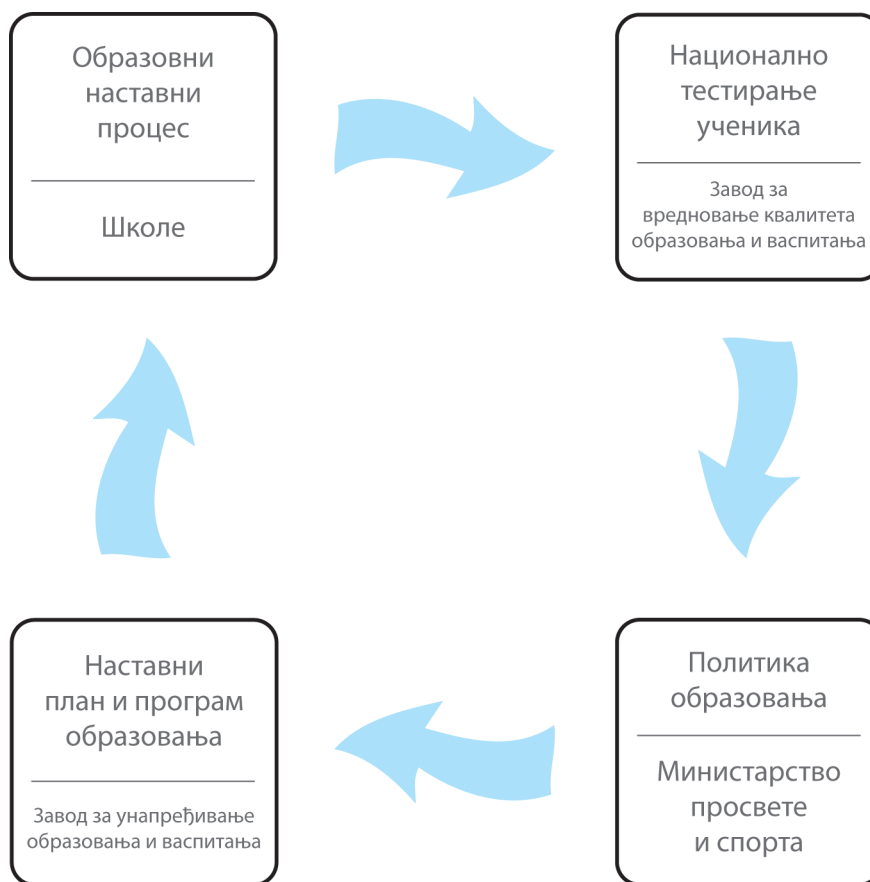 Образовни
наставни
процес
Школе
Национално
тестирање
ученика
Завод за
вредновање квалитета
образовања и васпитања
Наставни
план и програм
образовања
Завод за унапређивање
образовања и васпитања
Политика
образовања
Министарство
просвете
и спорта